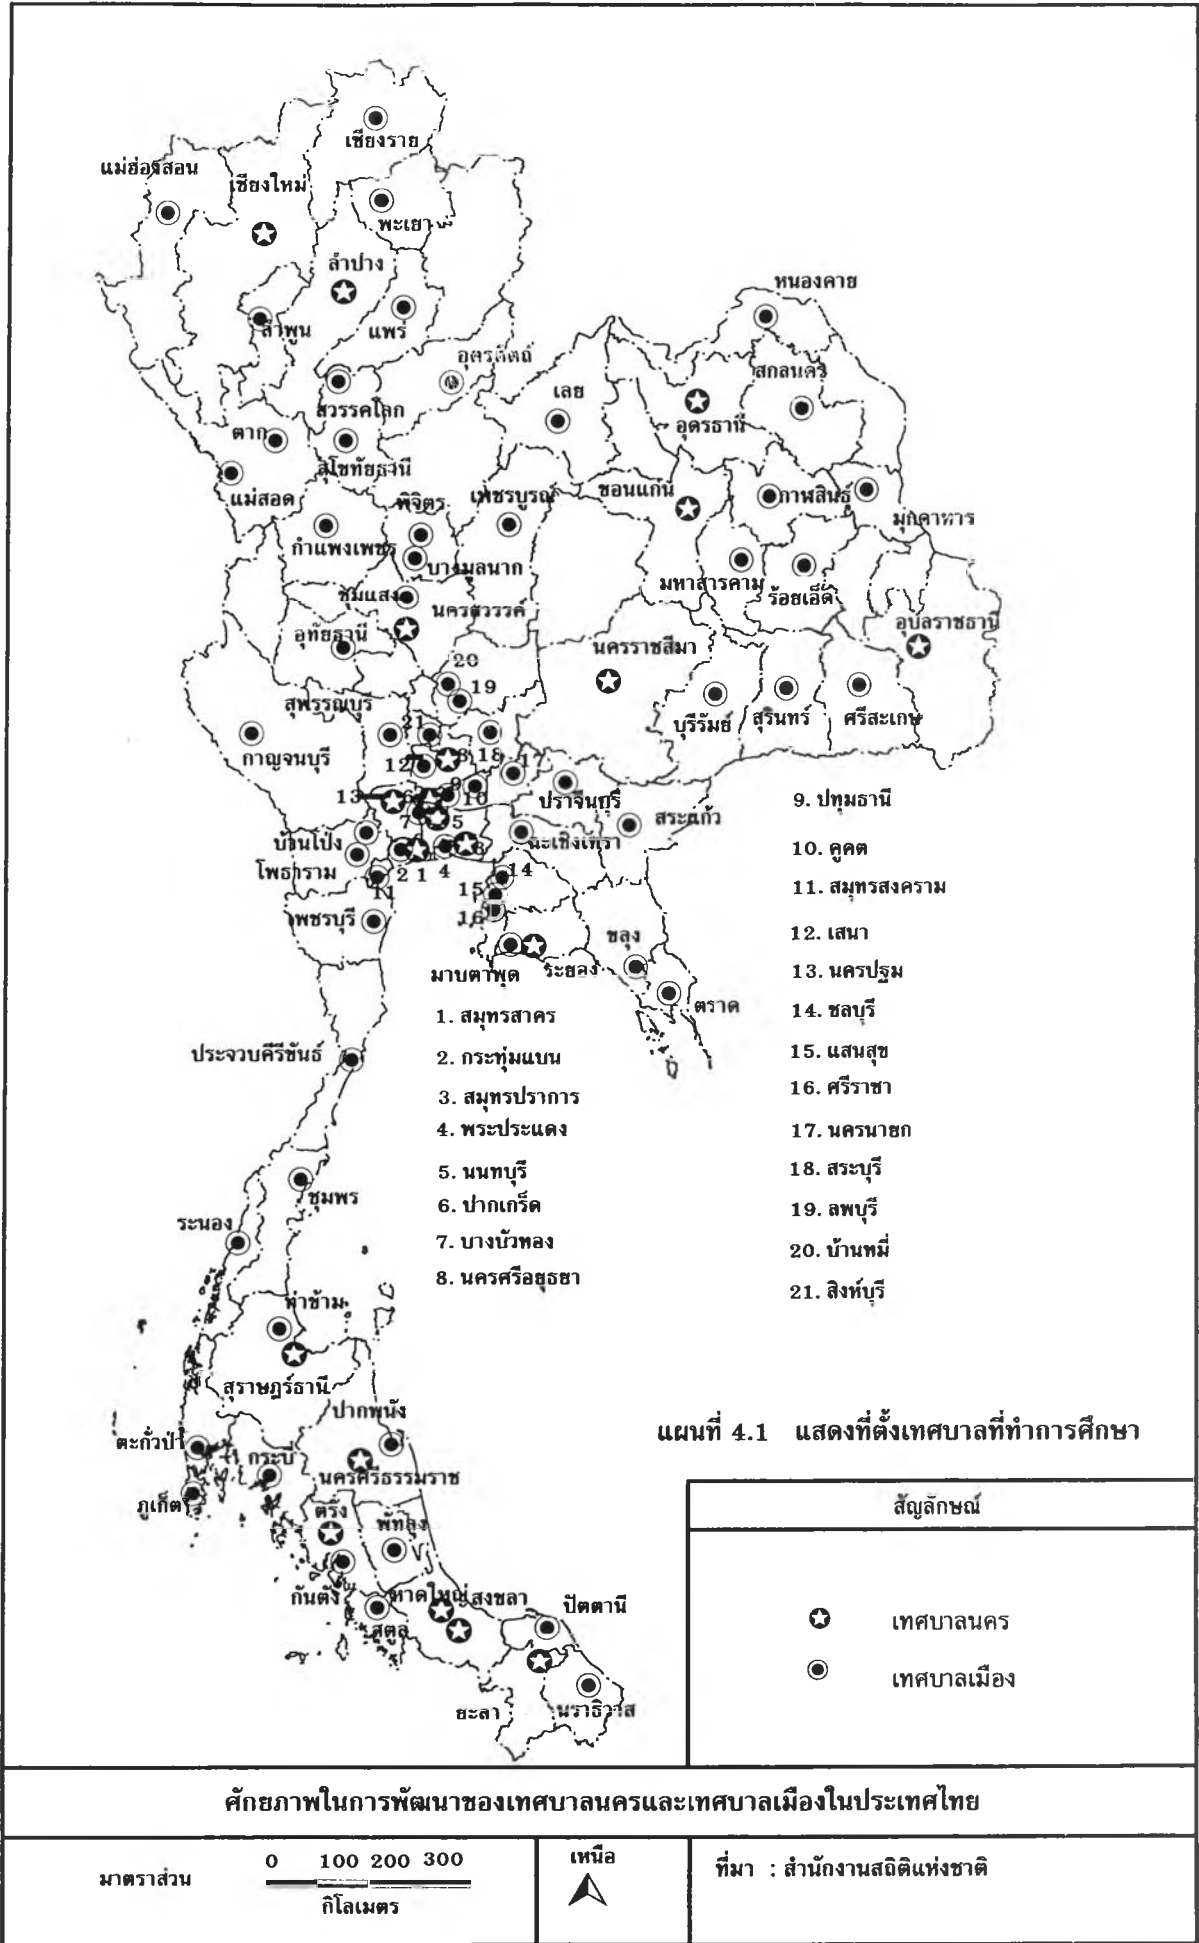 เชียงราย
แม่ฮ่องสอน
เชียงใหม่
พะเยา
ลำปาง
ลำพูน
แพร่
หนองคาย
อุตรดิตถ์
สกลนคร
เลย
สวรรคโลก
อุดรธานี
ตาก
สุโขทัยธานี
แม่สอด
พิจิตร
เพชรบูรณ์
ขอนแก่น
กาฬสินธุ์
มุกดาหาร
กำแพงเพชร
บางมูลนาก
มหาสารคาม
ร้อยเอ็ด
ชุมแสง
นครสวรรค์
อุทัยธานี
นครราชสีมา
อุบลราชธานี
20
19
สุพรรณบุรี
21
บุรีรัมย์
สุรินทร์
ศรีสะเกษ
กาญจนบุรี
18
12
8
17
13
6
9
10
ปราจีนบุรี
7
5
สระแก้ว
บ้านโป่ง
ฉะเชิงเทรา
โพธาราม
2 1
4
3
14
11
15
16
เพชรบุรี
ขลุง
มาบตาพุด
ระยอง
ตราด
ประจวบคีรีขันธ์
1. สมุทรสาคร
2. กระทุ่มแบน
3. สมุทรปราการ
4. พระประแดง
5. นนทบุรี
6. ปากเกร็ด
7. บางบัวทอง
8. นครศรีอยุธยา
9. ปทุมธานี
10. คูคต
11. สมุทรสงคราม
12. เสนา
13. นครปฐม
14. ชลบุรี
15. แสนสุข
16. ศรีราชา
17. นครนายก
18. สระบุรี
19. ลพบุรี
20. บ้านหมี่
21. สิงห์บุรี
ชุมพร
ระนอง
ท่าข้าม
สุราษฎร์ธานี
ปากพนัง
ตะกั่วป่า
กระบี่
นครศรีธรรมราช
ภูเก็ต
ตรัง
พัทลุง
กันตัง
หาดใหญ่
สงขลา
สตูล
ปัตตานี
ยะลา
นราธิวาส
แผนที่ 4.1 แสดงที่ตั้งเทศบาลที่ทำการศึกษา
สัญลักษณ์
เทศบาลนคร
เทศบาลเมือง
ศักยภาพในการพัฒนาของเทศบาลนครและเทศบาลเมืองในประเทศไทย
มาตราส่วน
0 100 200 300
กิโลเมตร
เหนือ
ที่มา : สำนักงานสถิติแห่งชาติ